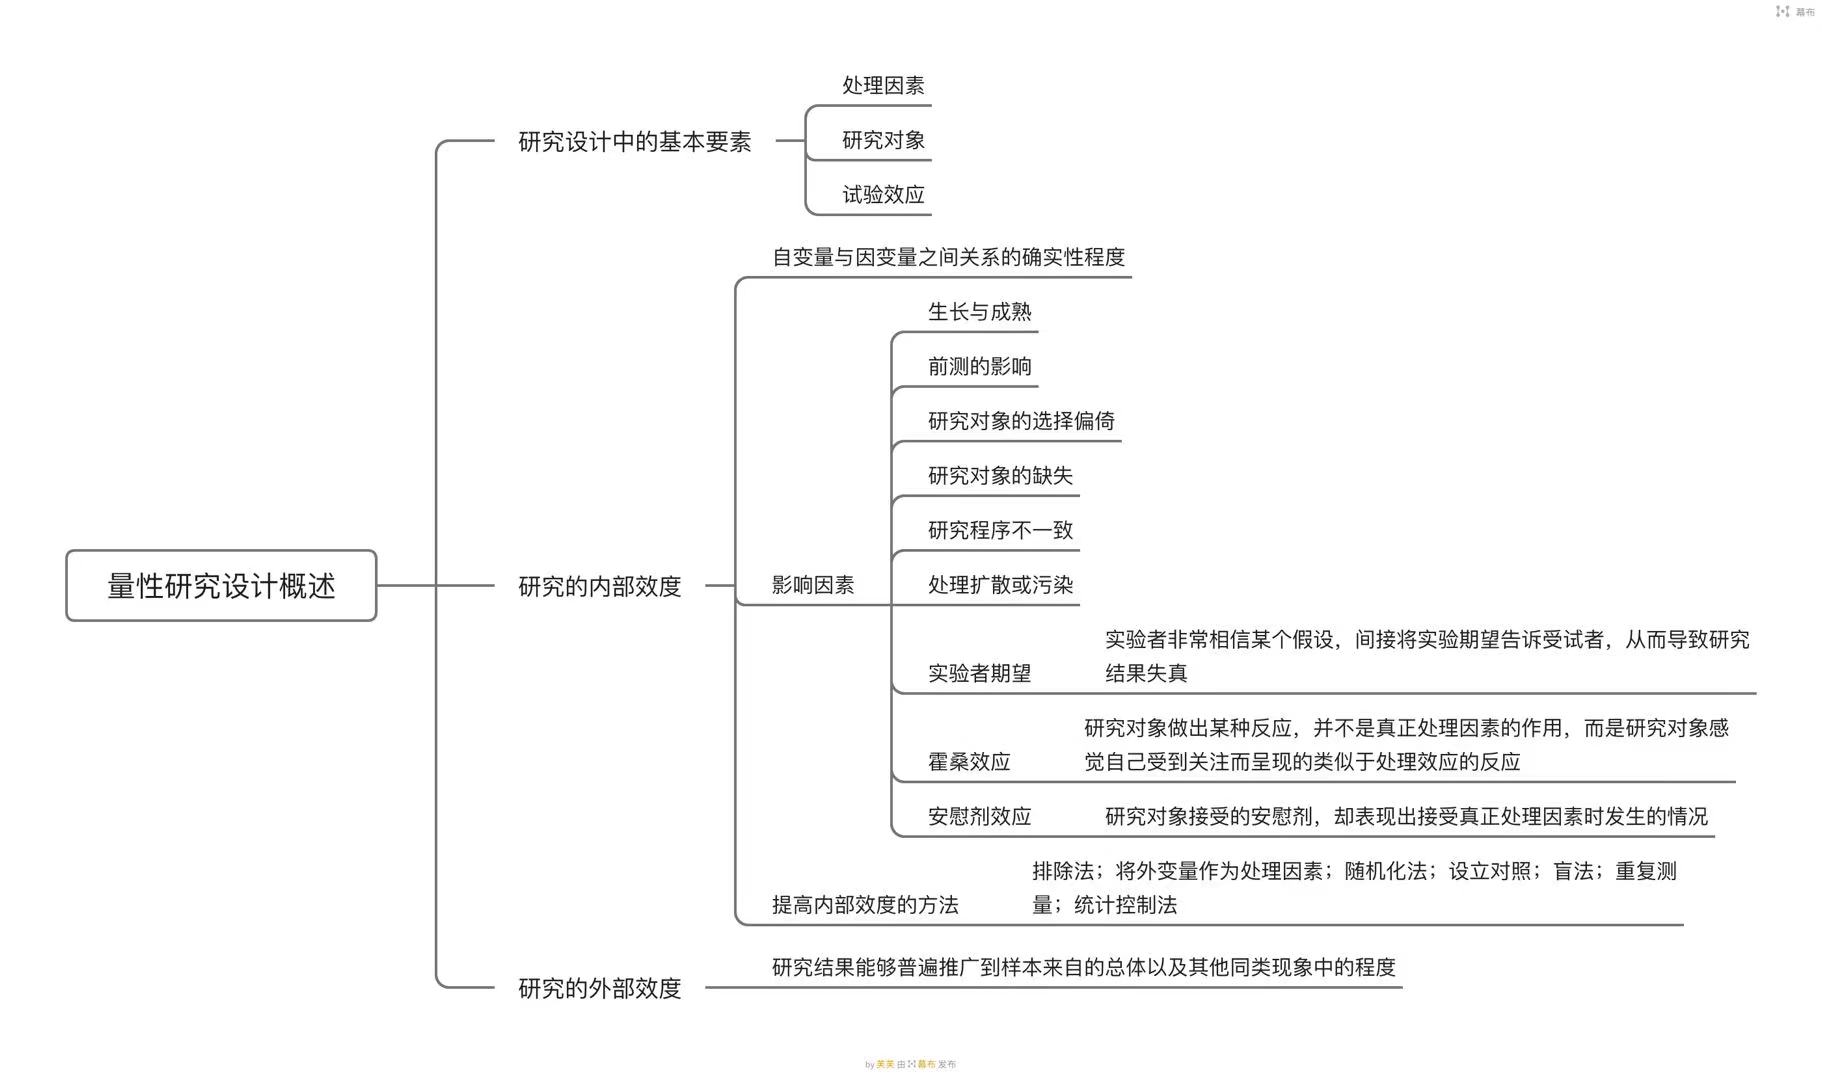 幕布
处理因素
研究设计中的基本要素
研究对象
试验效应
自变量与因变量之间关系的确实性程度
生长与成熟
前测的影响
研究对象的选择偏倚
研究对象的缺失
研究程序不一致
量性研究设计概述
研究的内部效度
影响因素
处理扩散或污染
实验者非常相信某个假设，间接将实验期望告诉受试者，从而导致研究
实验者期望
结果失真
研究对象做出某种反应，并不是真正处理因素的作用，而是研究对象感
霍桑效应
觉自己受到关注而呈现的类似于处理效应的反应
安慰剂效应
研究对象接受的安慰剂，却表现出接受真正处理因素时发生的情况
排除法；将外变量作为处理因素；随机化法；设立对照；盲法；重复测
提高内部效度的方法
量；统计控制法
研究的外部效度
研究结果能够普遍推广到样本来自的总体以及其他同类现象中的程度
by 芙芙 由 幕布 发布